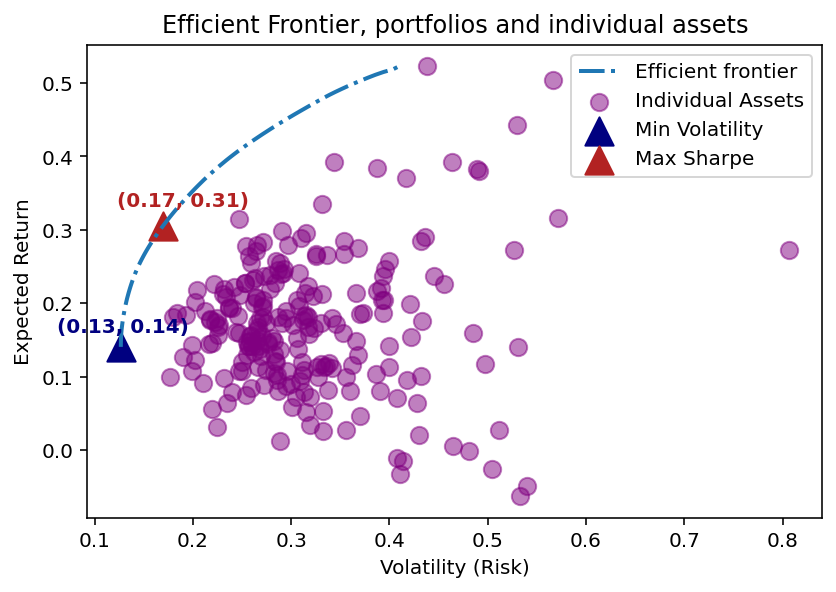 Efficient Frontier, portfolios and individual assets
Efficient frontier
Individual Assets
Min Volatility
Max Sharpe
(0.17, 0.31)
(0.13, 0.14)
Expected Return
0.5
0.4
0.3
0.2
0.1
0.0
0.1 0.2 0.3 0.4 0.5 0.6 0.7 0.8
Volatility (Risk)